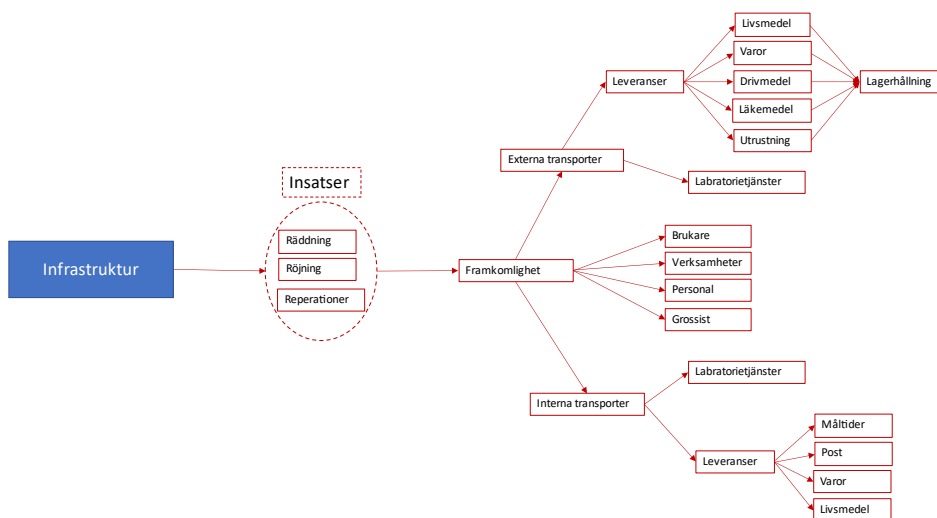 Livsmedel
Varor
Leveranser
Drivmedel
Lagerhållning
Läkemedel
Utrustning
Externa transporter
Labratorietjänster
Insatser
Räddning
Röjning
Reperationer
Infrastruktur
Framkomlighet
Brukare
Verksamheter
Personal
Grossist
Labratorietjänster
Interna transporter
Leveranser
Måltider
Post
Varor
Livsmedel